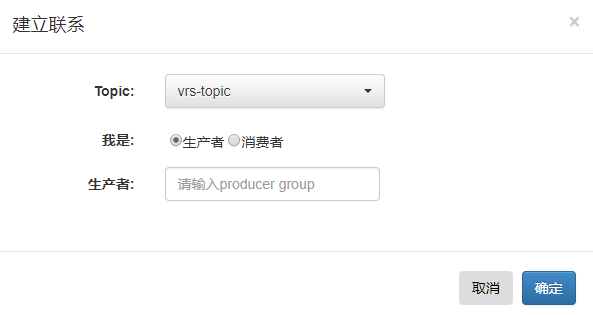 建立联系 ×
Topic: vrs-topic
我是: 生产者 消费者
生产者: 请输入producer group
取消 确定